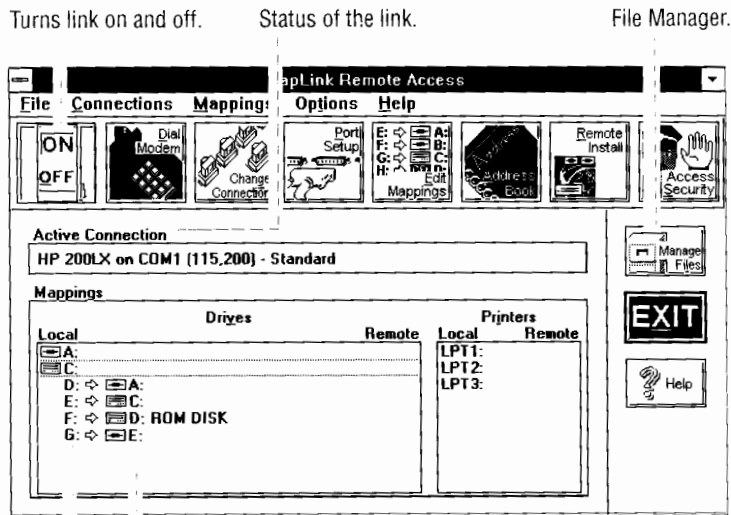 Turns link on and off. Status of the link. File Manager.
apLink Remote Access
File Connections Mappings Options Help
ON
OFF
Dial
Modem
Change
Connection
Port
Setup
E: A:
F: B:
G: C:
H: D:
Edit
Mappings
Address
Book
Remote
Install
Access
Security
Active Connection
HP 200LX on COM1 (115,200) - Standard
Manage
Files
Mappings
Drives Printers
Local Remote Local Remote
A: LPT1:
C: LPT2:
D: ⇨ A: LPT3:
E: ⇨ C:
F: ⇨ D: ROM DISK
G: ⇨ E:
EXIT
Help